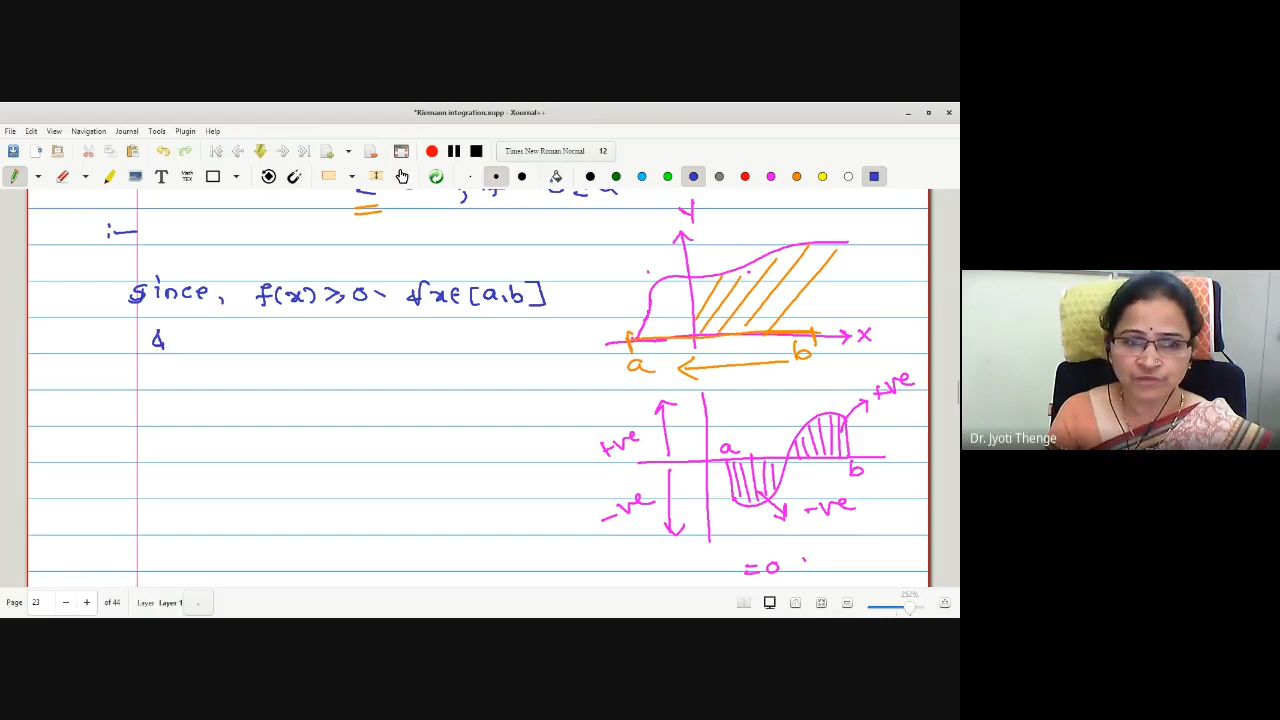 *Riemann integration.xopp - Xournal++
File Edit View Navigation Journal Tools Plugin Help
Times New Roman Normal 12
:-
since, f(x) ≥ 0 ∀ x ∈ [a,b]
&
Y
X
a
b
+ve
+ve
-ve
a
b
-ve
= 0
Dr. Jyoti Thenge
Page 23 of 44 Layer Layer 1
252%